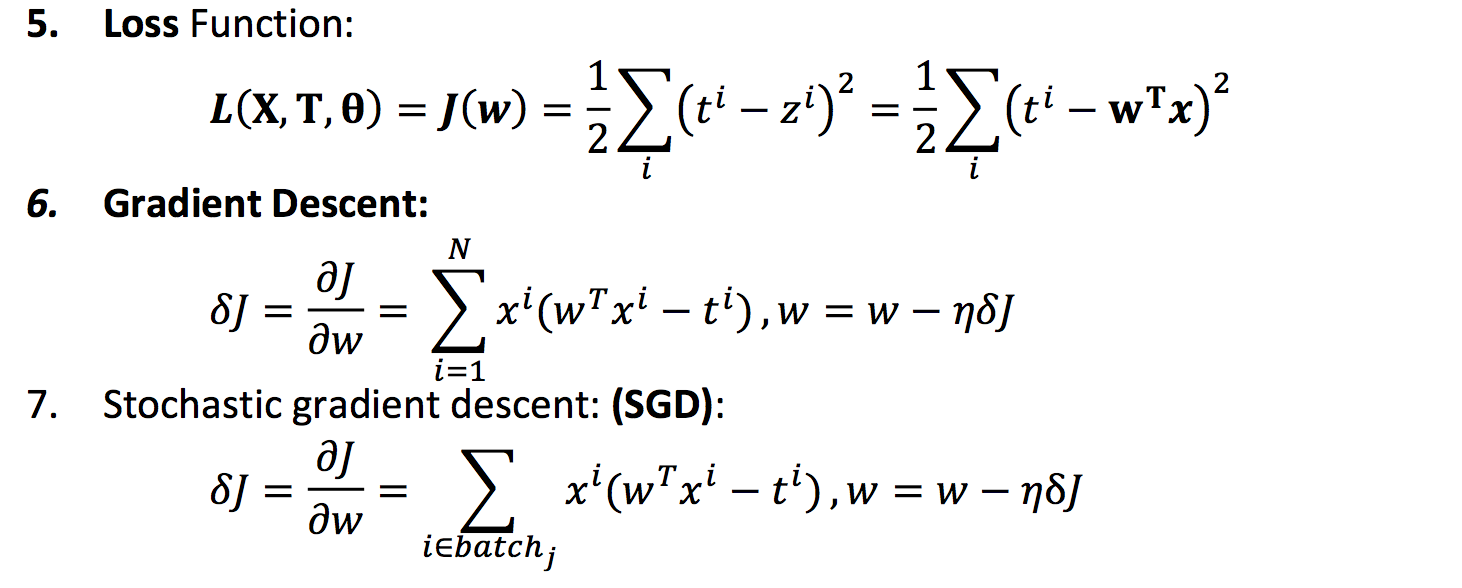 5. Loss Function:
L(X, T, θ) = J(w) = 1/2 ∑_i (t^i − z^i)^2 = 1/2 ∑_i (t^i − w^T x)^2
6. Gradient Descent:
δJ = ∂J/∂w = ∑_{i=1}^{N} x^i(w^T x^i − t^i), w = w − ηδJ
7. Stochastic gradient descent: (SGD):
δJ = ∂J/∂w = ∑_{i∈batch_j} x^i(w^T x^i − t^i), w = w − ηδJ